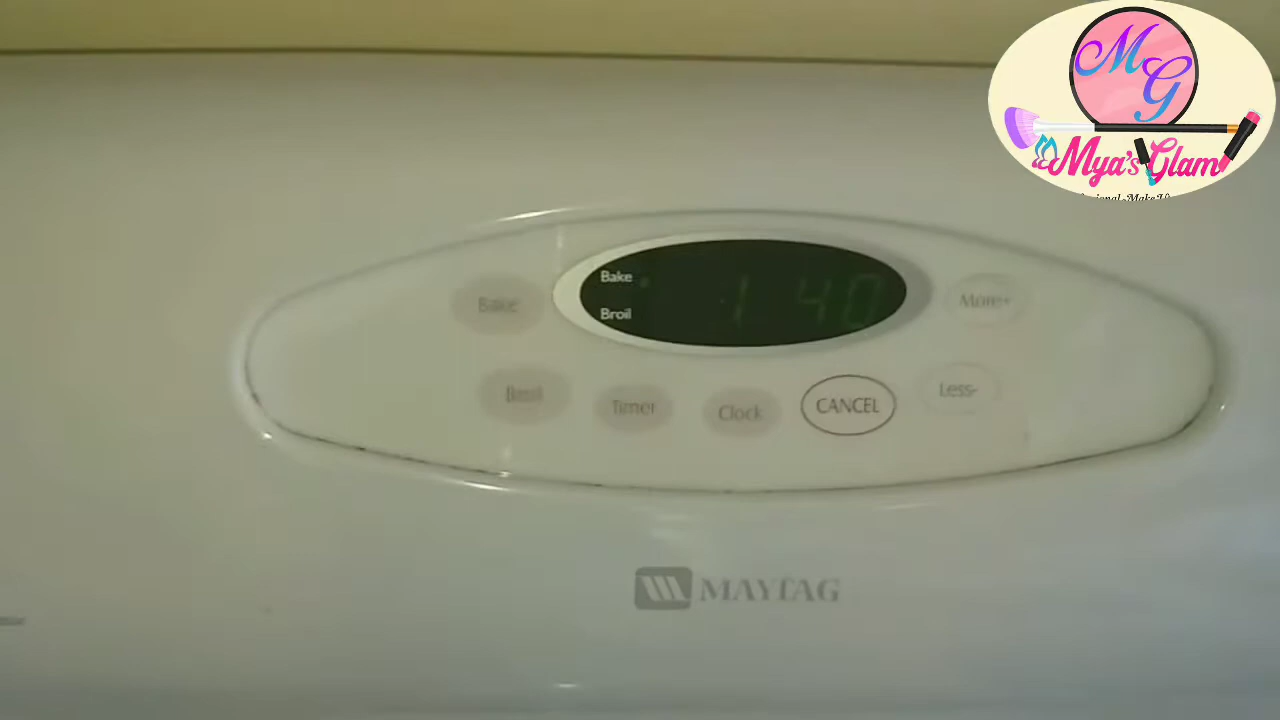 MG
Mya's Glam
Bake
Broil
1 40
Bake
More+
Broil
Timer
Clock
CANCEL
Less-
MAYTAG